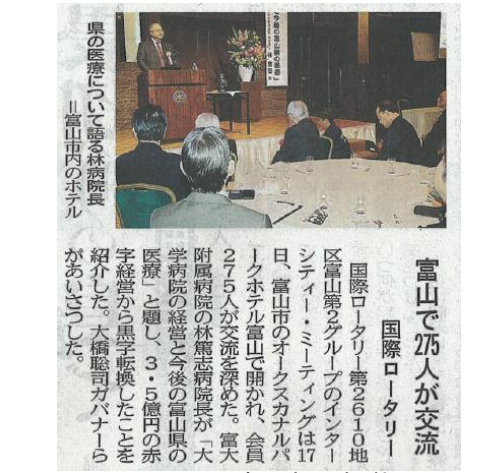 富山で275人が交流
国際ロータリー
国際ロータリー第2610地
区富山第2グループのインター
シティー・ミーティングは17
日、富山市のオークスカナルパ
ークホテル富山で開かれ、会員
275人が交流を深めた。富大
附属病院の林篤志病院長が「大
学病院の経営と今後の富山県の
医療」と題し、3・5億円の赤
字経営から黒字転換したことを
紹介した。大橋聡司ガバナーら
があいさつした。
県の医療について語る林病院長
＝富山市内のホテル